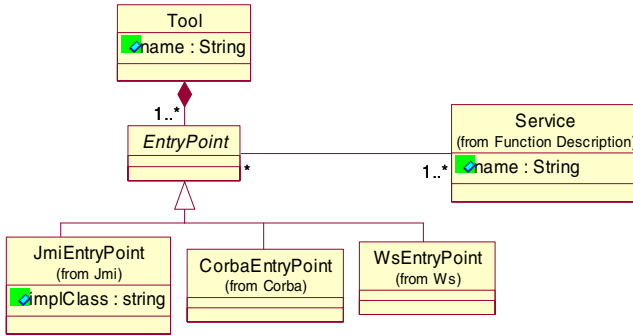 Tool
name : String
1..*
EntryPoint
*
1..*
Service
(from Function Description)
name : String
JmiEntryPoint
(from Jmi)
implClass : string
CorbaEntryPoint
(from Corba)
WsEntryPoint
(from Ws)